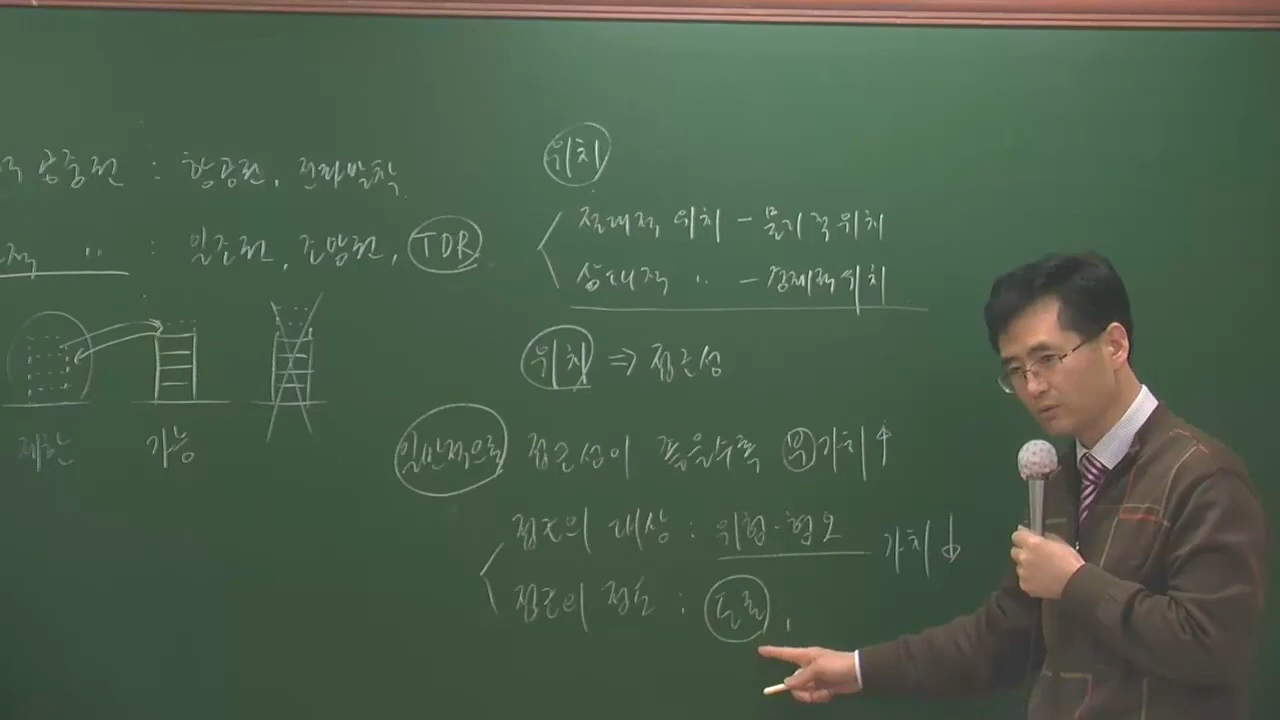 공중권 : 항공권, 전파발착
적 〃 : 일조권, 조망권, TDR
제한 가능
위치
절대적 위치 - 물리적위치
상대적 〃 - 경제적위치
위치 ⇒ 접근성
일반적으로 접근성이 좋을수록 가치↑
접근의 대상 : 위험·혐오 가치↓
접근의 정도 :